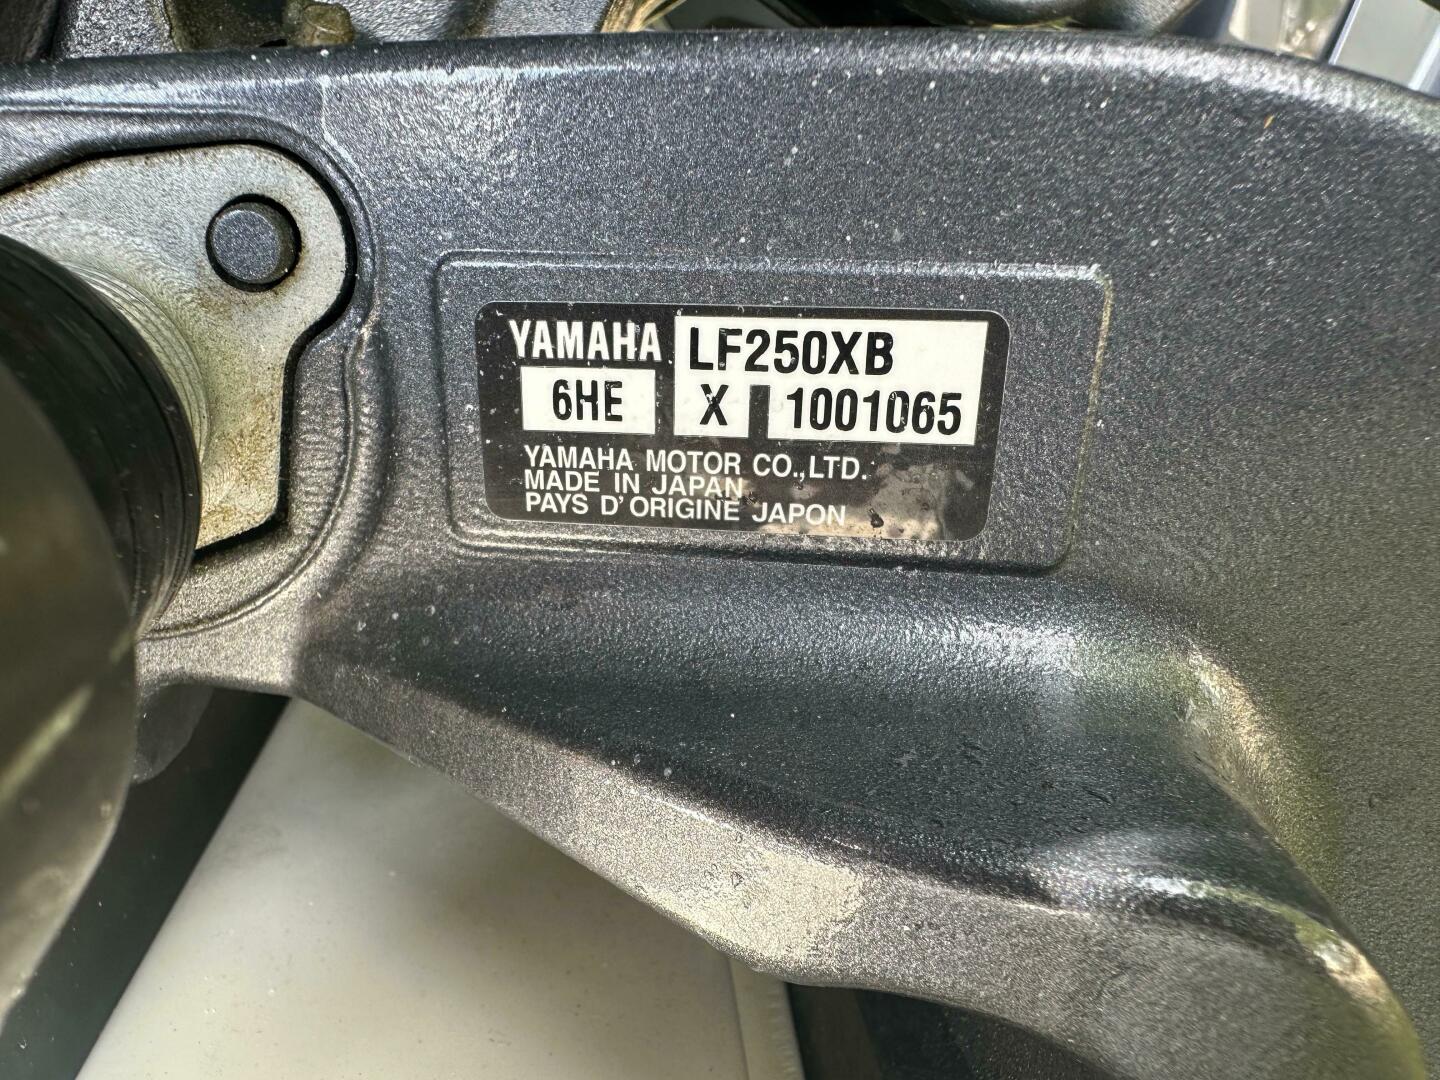 YAMAHA LF250XB
6HE X 1001065
YAMAHA MOTOR CO.,LTD.
MADE IN JAPAN
PAYS D'ORIGINE JAPON